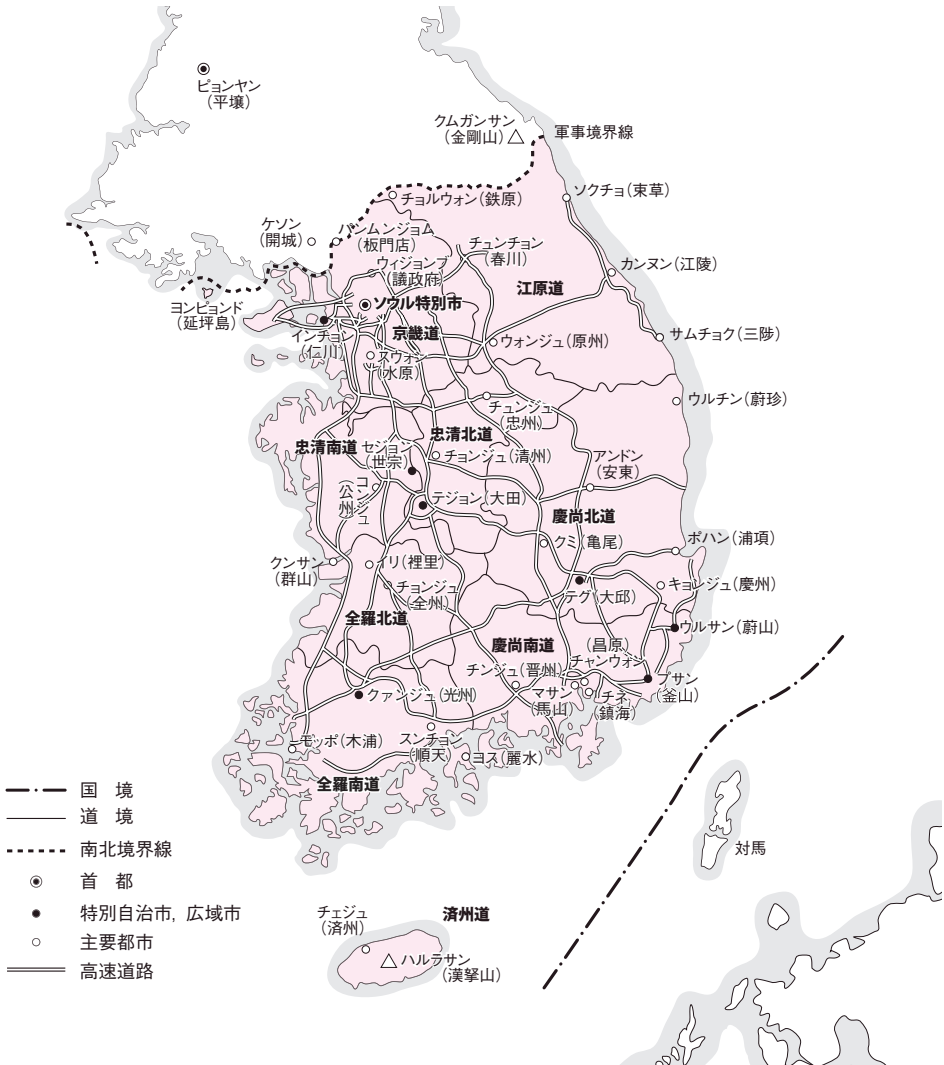 ピョンヤン
(平壌)
クムガンサン
(金剛山)
軍事境界線
チョルウォン(鉄原)
ソクチョ(束草)
ケソン
(開城)
パンムンジョム
(板門店)
チュンチョン
(春川)
ウィジョンブ
(議政府)
カンヌン(江陵)
江原道
ヨンピョンド
(延坪島)
ソウル特別市
インチョン
(仁川)
京畿道
サムチョク(三陟)
ウォンジュ(原州)
スウォン
(水原)
ウルチン(蔚珍)
チュンジュ
(忠州)
忠清北道
忠清南道
セジョン
(世宗)
チョンジュ(清州)
アンドン
(安東)
コンジュ
(公州)
テジョン(大田)
慶尚北道
クミ(亀尾)
ポハン(浦項)
クンサン
(群山)
イリ(裡里)
チョンジュ
(全州)
テグ(大邱)
キョンジュ(慶州)
全羅北道
ウルサン(蔚山)
慶尚南道
(昌原)
チャンウォン
チンジュ(晋州)
マサン
(馬山)
チネ
(鎮海)
プサン
(釜山)
クァンジュ(光州)
モッポ(木浦)
スンチョン
(順天)
ヨス(麗水)
全羅南道
対馬
チェジュ
(済州)
済州道
ハルラサン
(漢拏山)
国 境
道 境
南北境界線
首 都
特別自治市，広域市
主要都市
高速道路